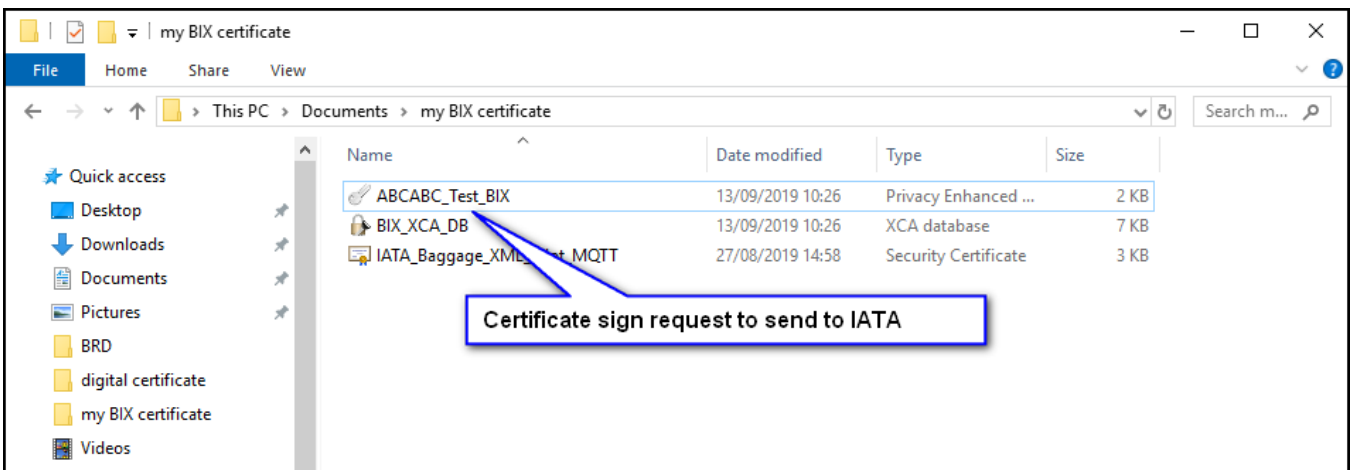 my BIX certificate
File Home Share View
This PC > Documents > my BIX certificate
Search m...
Name Date modified Type Size
Quick access
Desktop
Downloads
Documents
Pictures
BRD
digital certificate
my BIX certificate
Videos
ABCABC_Test_BIX 13/09/2019 10:26 Privacy Enhanced ... 2 KB
BIX_XCA_DB 13/09/2019 10:26 XCA database 7 KB
IATA_Baggage_XML MQTT 27/08/2019 14:58 Security Certificate 3 KB
Certificate sign request to send to IATA